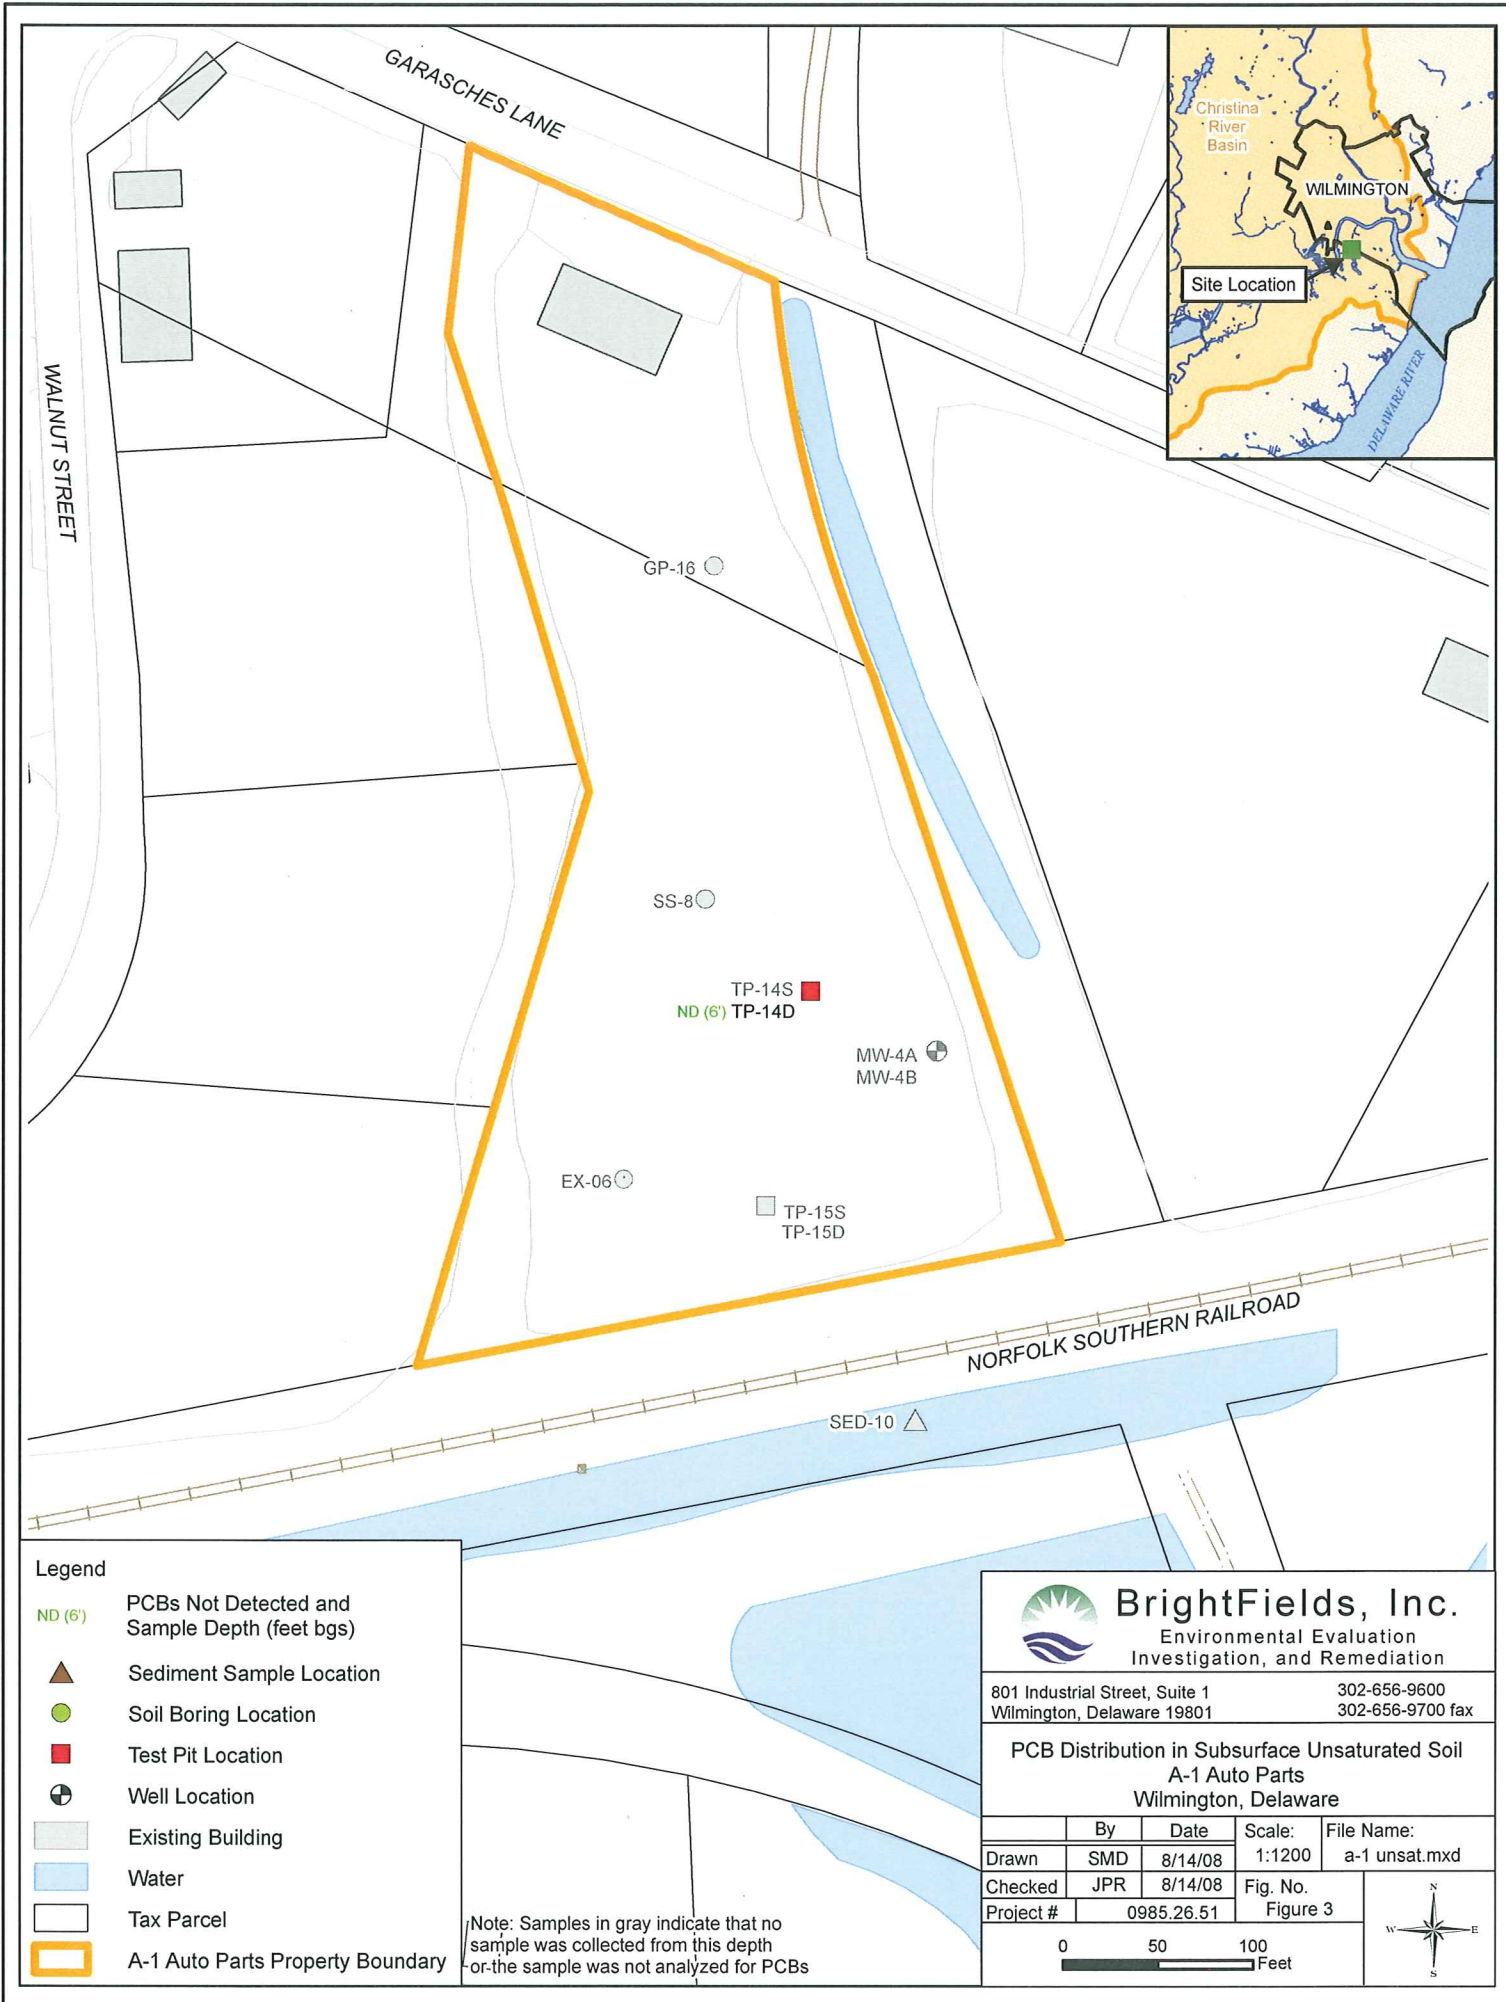 GARASCHES LANE
Christina
River
Basin
WILMINGTON
Site Location
DELAWARE RIVER
WALNUT STREET
GP-16
SS-8
TP-14S
ND (6') TP-14D
MW-4A
MW-4B
EX-06
TP-15S
TP-15D
NORFOLK SOUTHERN RAILROAD
SED-10
Legend
ND (6') PCBs Not Detected and
Sample Depth (feet bgs)
Sediment Sample Location
Soil Boring Location
Test Pit Location
Well Location
Existing Building
Water
Tax Parcel
A-1 Auto Parts Property Boundary
Note: Samples in gray indicate that no
sample was collected from this depth
or the sample was not analyzed for PCBs
BrightFields, Inc.
Environmental Evaluation
Investigation, and Remediation
801 Industrial Street, Suite 1 302-656-9600
Wilmington, Delaware 19801 302-656-9700 fax
PCB Distribution in Subsurface Unsaturated Soil
A-1 Auto Parts
Wilmington, Delaware
By Date Scale: File Name:
Drawn SMD 8/14/08 1:1200 a-1 unsat.mxd
Checked JPR 8/14/08 Fig. No.
Project # 0985.26.51 Figure 3
0 50 100
Feet
N
W E
S